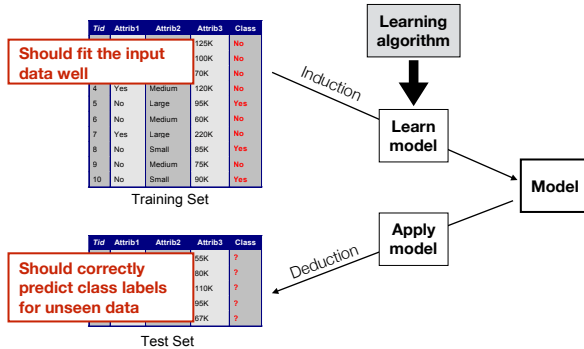 Tid Attrib1 Attrib2 Attrib3 Class
125K No
100K No
70K No
Should fit the input
data well
4 Yes Medium 120K No
5 No Large 95K Yes
6 No Medium 60K No
7 Yes Large 220K No
8 No Small 85K Yes
9 No Medium 75K No
10 No Small 90K Yes
Training Set
Learning
algorithm
Induction
Learn
model
Model
Apply
model
Deduction
Tid Attrib1 Attrib2 Attrib3 Class
55K ?
80K ?
110K ?
95K ?
67K ?
Should correctly
predict class labels
for unseen data
Test Set